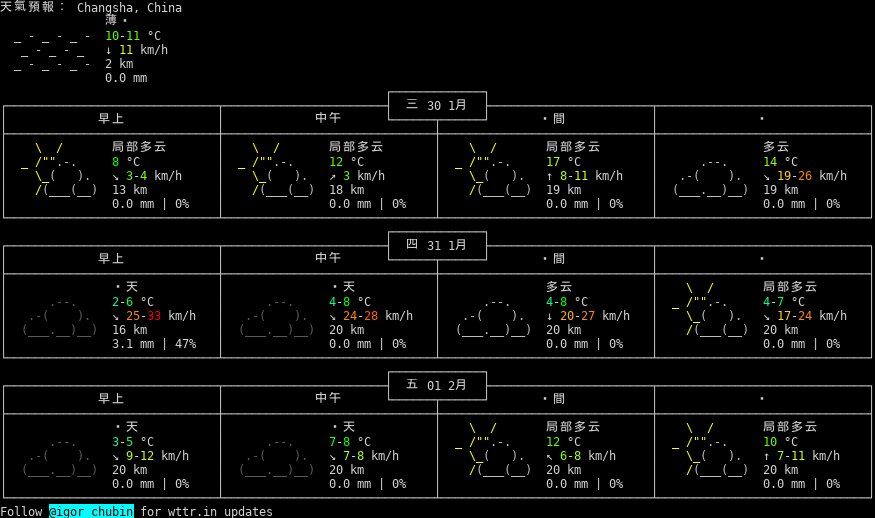 天氣預報： Changsha, China
薄・
10-11 °C
↓ 11 km/h
2 km
0.0 mm
三 30 1月
早上 中午 ・間 ・
局部多云 局部多云 局部多云 多云
8 °C 12 °C 17 °C 14 °C
↘ 3-4 km/h ↗ 3 km/h ↑ 8-11 km/h ↘ 19-26 km/h
13 km 18 km 19 km 19 km
0.0 mm | 0% 0.0 mm | 0% 0.0 mm | 0% 0.0 mm | 0%
四 31 1月
早上 中午 ・間 ・
・天 ・天 多云 局部多云
2-6 °C 4-8 °C 4-8 °C 4-7 °C
↘ 25-33 km/h ↘ 24-28 km/h ↓ 20-27 km/h ↘ 17-24 km/h
16 km 20 km 20 km 20 km
3.1 mm | 47% 0.0 mm | 0% 0.0 mm | 0% 0.0 mm | 0%
五 01 2月
早上 中午 ・間 ・
・天 ・天 局部多云 局部多云
3-5 °C 7-8 °C 12 °C 10 °C
↘ 9-12 km/h ↘ 7-8 km/h ↖ 6-8 km/h ↑ 7-11 km/h
20 km 20 km 20 km 20 km
0.0 mm | 0% 0.0 mm | 0% 0.0 mm | 0% 0.0 mm | 0%
Follow @igor_chubin for wttr.in updates